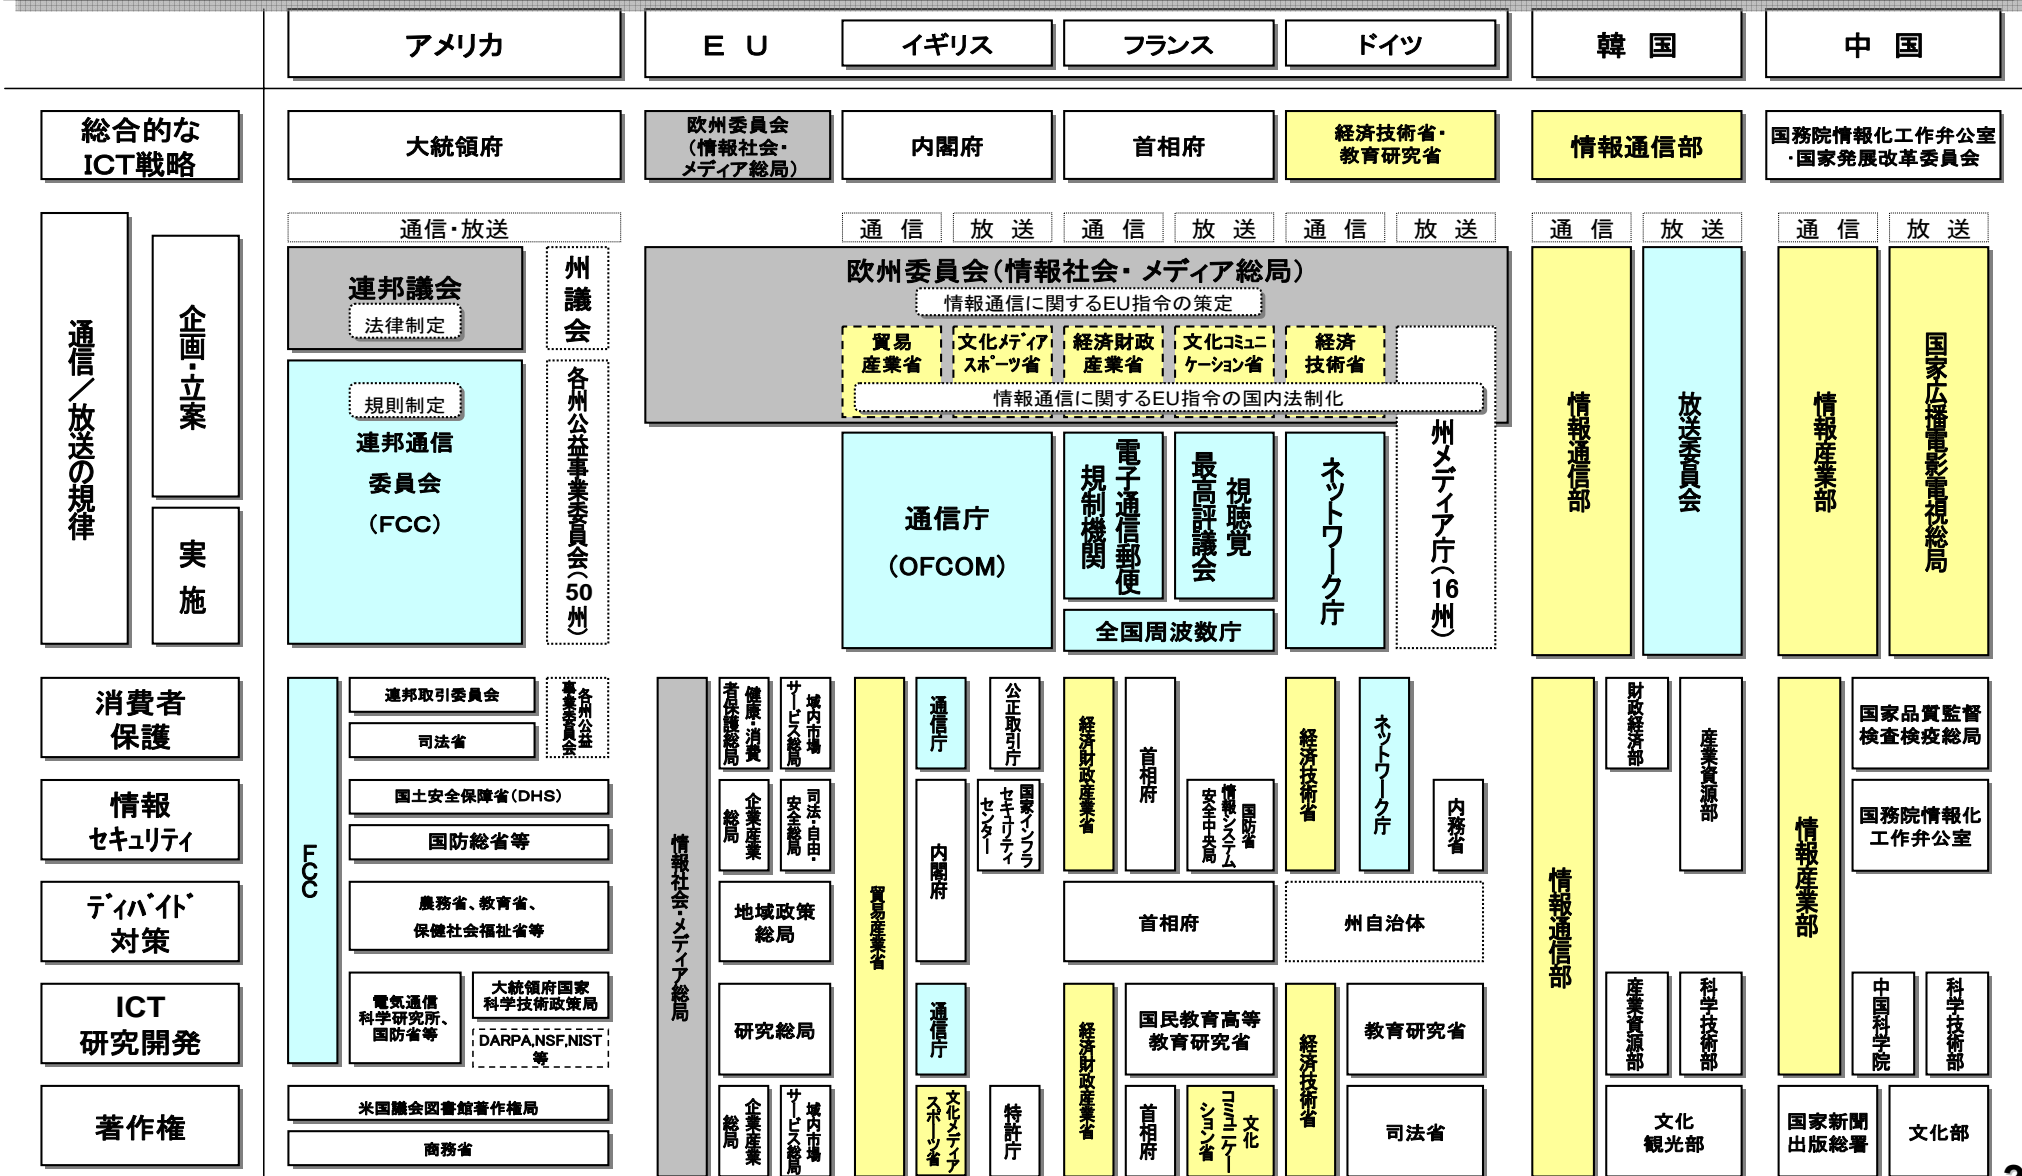 アメリカ
ＥＵ
イギリス
フランス
ドイツ
韓国
中国
総合的な
ICT戦略
大統領府
欧州委員会
（情報社会・
メディア総局）
内閣府
首相府
経済技術省・
教育研究省
情報通信部
国務院情報化工作弁公室
・国家発展改革委員会
通信／放送の規律
企画・立案
実施
通信・放送
通信
放送
通信
放送
通信
放送
通信
放送
通信
放送
連邦議会
法律制定
州議会
規則制定
連邦通信
委員会
（FCC）
各州公益事業委員会（50州）
欧州委員会（情報社会・メディア総局）
情報通信に関するEU指令の策定
貿易
産業省
文化メディア
スポーツ省
経済財政
産業省
文化コミュニ
ケーション省
経済
技術省
情報通信に関するEU指令の国内法制化
通信庁
（OFCOM）
電子通信郵便
規制機関
視聴覚
最高評議会
全国周波数庁
ネットワーク庁
州メディア庁（16州）
情報通信部
放送委員会
情報産業部
国家広播電影電視総局
消費者
保護
情報
セキュリティ
ディバイド
対策
ICT
研究開発
著作権
FCC
連邦取引委員会
司法省
各州公益
事業委員会
国土安全保障省（DHS）
国防総省等
農務省、教育省、
保健社会福祉省等
電気通信
科学研究所、
国防省等
大統領府国家
科学技術政策局
DARPA,NSF,NIST
等
米国議会図書館著作権局
商務省
情報社会・メディア総局
健康・消費
者保護総局
域内市場
サービス総局
企業産業
総局
司法・自由・
安全総局
地域政策
総局
研究総局
企業産業
総局
域内市場
サービス総局
貿易産業省
通信庁
公正取引庁
内閣府
国家インフラ
セキュリティ
センター
通信庁
文化メディア
スポーツ省
特許庁
経済財政産業省
首相府
国防省
情報システム
安全中央局
首相府
経済財政産業省
国民教育高等
教育研究省
首相府
文化
コミュニケー
ション省
経済技術省
ネットワーク庁
内務省
州自治体
経済技術省
教育研究省
司法省
情報通信部
財政経済部
産業資源部
産業資源部
科学技術部
文化
観光部
情報産業部
国家品質監督
検査検疫総局
国務院情報化
工作弁公室
中国科学院
科学技術部
国家新聞
出版総署
文化部